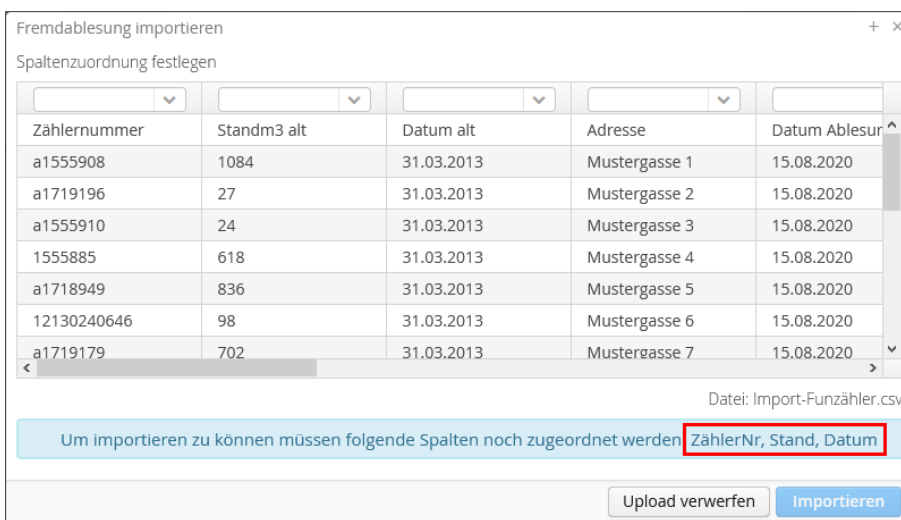 Fremdablesung importieren
Spaltenzuordnung festlegen
Zählernummer Standm3 alt Datum alt Adresse Datum Ablesun
a1555908 1084 31.03.2013 Mustergasse 1 15.08.2020
a1719196 27 31.03.2013 Mustergasse 2 15.08.2020
a1555910 24 31.03.2013 Mustergasse 3 15.08.2020
1555885 618 31.03.2013 Mustergasse 4 15.08.2020
a1718949 836 31.03.2013 Mustergasse 5 15.08.2020
12130240646 98 31.03.2013 Mustergasse 6 15.08.2020
a1719179 702 31.03.2013 Mustergasse 7 15.08.2020
Datei: Import-Funzähler.csv
Um importieren zu können müssen folgende Spalten noch zugeordnet werden ZählerNr, Stand, Datum
Upload verwerfen Importieren